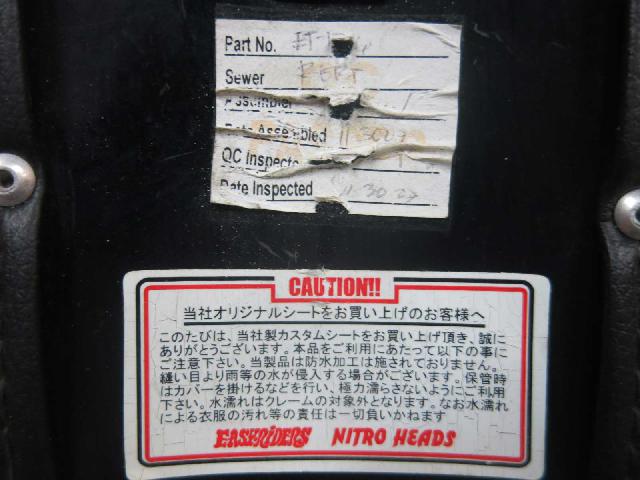 Part No.
Sewer
Assembler
Date Assembled 11 30 07
QC Inspecte
Date Inspected 11 30 07
CAUTION!!
当社オリジナルシートをお買い上げのお客様へ
このたびは、当社製カスタムシートをお買い上げ頂き、誠に
ありがとうございます。本品をご利用にあたって以下の事に
ご注意下さい。当製品は防水加工は施されておりません。
縫い目より雨等の水が侵入する場合がございます。保管時
はカバーを掛けるなどを行い、極力濡らさないようにご利用
下さい。水濡れはクレームの対象外となります。なお水濡れ
による衣服の汚れ等の責任は一切負いかねます
EASYRIDERS NITRO HEADS